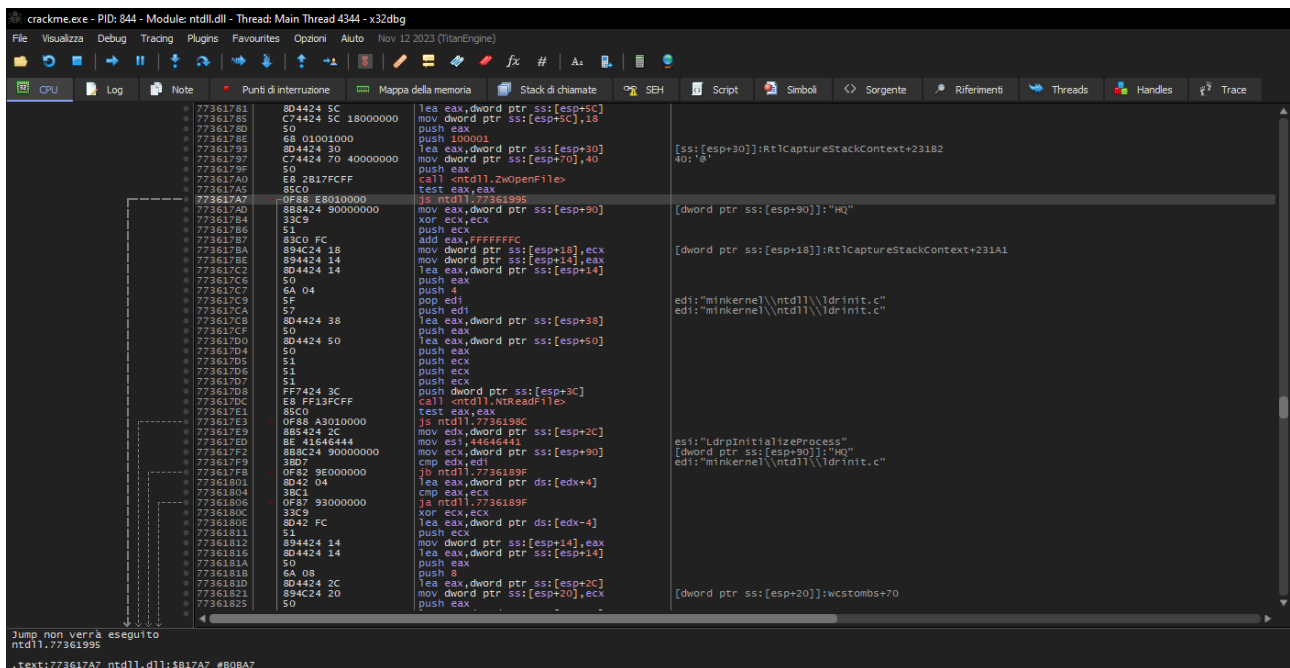 crackme.exe - PID: 844 - Module: ntdll.dll - Thread: Main Thread 4344 - x32dbg
File Visualizza Debug Tracing Plugins Favourites Opzioni Aiuto Nov 12 2023 (TitanEngine)
CPU Log Note Punti di interruzione Mappa della memoria Stack di chiamate SEH Script Simboli Sorgente Riferimenti Threads Handles Trace
77361781 8D4424 5C lea eax,dword ptr ss:[esp+5C]
77361785 C74424 5C 18000000 mov dword ptr ss:[esp+5C],18
7736178D 50 push eax
7736178E 68 01001000 push 100001
77361793 8D4424 30 lea eax,dword ptr ss:[esp+30] [ss:[esp+30]]:RtlCaptureStackContext+231B2
77361797 C74424 70 40000000 mov dword ptr ss:[esp+70],40 40:'@'
7736179F 50 push eax
773617A0 E8 2B17FCFF call <ntdll.ZwOpenFile>
773617A5 85C0 test eax,eax
773617A7 0F88 E8010000 js ntdll.77361995
773617AD 8B8424 90000000 mov eax,dword ptr ss:[esp+90] [dword ptr ss:[esp+90]]:"HQ"
773617B4 33C9 xor ecx,ecx
773617B6 51 push ecx
773617B7 83C0 FC add eax,FFFFFFFC
773617BA 894C24 18 mov dword ptr ss:[esp+18],ecx [dword ptr ss:[esp+18]]:RtlCaptureStackContext+231A1
773617BE 894424 14 mov dword ptr ss:[esp+14],eax
773617C2 8D4424 14 lea eax,dword ptr ss:[esp+14]
773617C6 50 push eax
773617C7 6A 04 push 4
773617C9 5F pop edi edi:"minkernel\\ntdll\\ldrinit.c"
773617CA 57 push edi edi:"minkernel\\ntdll\\ldrinit.c"
773617CB 8D4424 38 lea eax,dword ptr ss:[esp+38]
773617CF 50 push eax
773617D0 8D4424 50 lea eax,dword ptr ss:[esp+50]
773617D4 50 push eax
773617D5 51 push ecx
773617D6 51 push ecx
773617D7 51 push ecx
773617D8 FF7424 3C push dword ptr ss:[esp+3C]
773617DC E8 FF13FCFF call <ntdll.NtReadFile>
773617E1 85C0 test eax,eax
773617E3 0F88 A3010000 js ntdll.7736198C
773617E9 8B5424 2C mov edx,dword ptr ss:[esp+2C]
773617ED BE 41646444 mov esi,44646441 esi:"LdrpInitializeProcess"
773617F2 8B8C24 90000000 mov ecx,dword ptr ss:[esp+90] [dword ptr ss:[esp+90]]:"HQ"
773617F9 3BD7 cmp edx,edi edi:"minkernel\\ntdll\\ldrinit.c"
773617FB 0F82 9E000000 jb ntdll.7736189F
77361801 8D42 04 lea eax,dword ptr ds:[edx+4]
77361804 3BC1 cmp eax,ecx
77361806 0F87 93000000 ja ntdll.7736189F
7736180C 33C9 xor ecx,ecx
7736180E 8D42 FC lea eax,dword ptr ds:[edx-4]
77361811 51 push ecx
77361812 894424 14 mov dword ptr ss:[esp+14],eax
77361816 8D4424 14 lea eax,dword ptr ss:[esp+14]
7736181A 50 push eax
7736181B 6A 08 push 8
7736181D 8D4424 2C lea eax,dword ptr ss:[esp+2C]
77361821 894C24 20 mov dword ptr ss:[esp+20],ecx [dword ptr ss:[esp+20]]:wcstombs+70
77361825 50 push eax
Jump non verrà eseguito
ntdll.77361995
.text:773617A7 ntdll.dll:$B17A7 #B0BA7